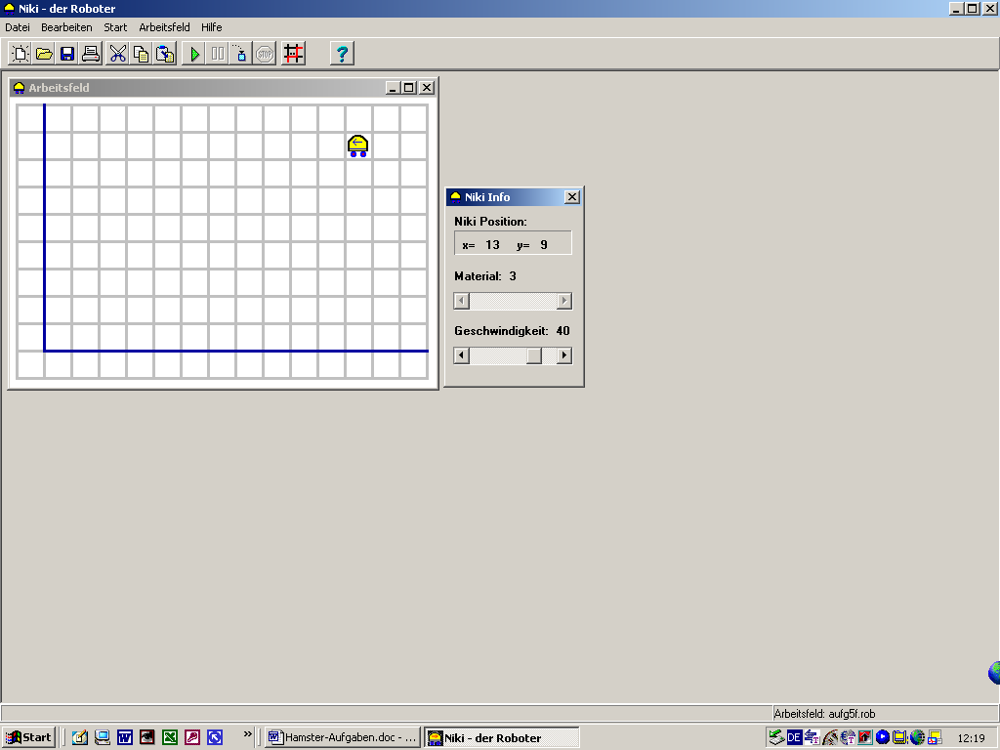 Niki - der Roboter
Datei Bearbeiten Start Arbeitsfeld Hilfe
STOP ?
Arbeitsfeld
Niki Info
Niki Position:
x= 13 y= 9
Material: 3
Geschwindigkeit: 40
Arbeitsfeld: aufg5f.rob
Start » Hamster-Aufgaben.doc - ... Niki - der Roboter DE 12:19